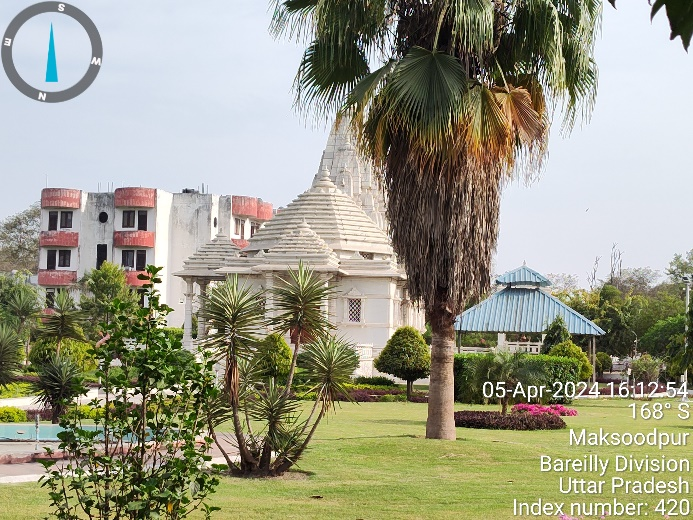 S
E
W
N
05-Apr-2024 16:12:54
168° S
Maksoodpur
Bareilly Division
Uttar Pradesh
Index number: 420